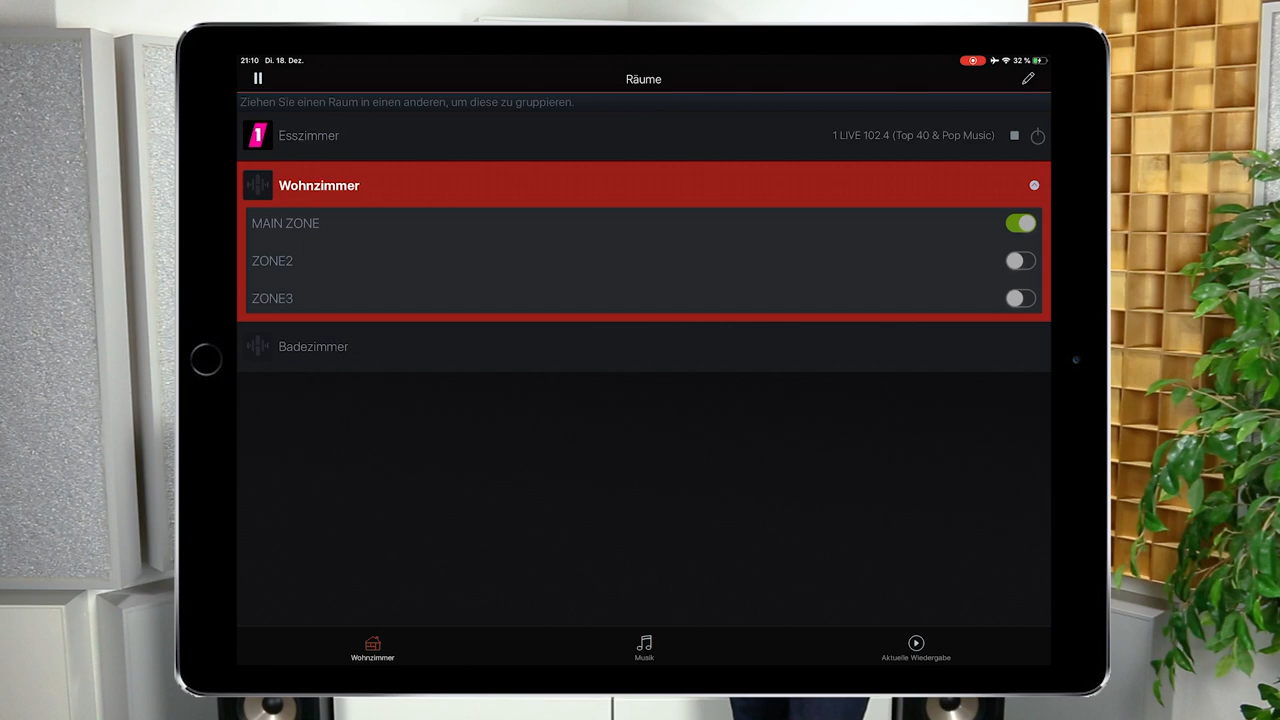 21:10 Di. 18. Dez. 32 %
Räume
Ziehen Sie einen Raum in einen anderen, um diese zu gruppieren.
1 Esszimmer 1 LIVE 102.4 (Top 40 & Pop Music)
Wohnzimmer
MAIN ZONE
ZONE2
ZONE3
Badezimmer
Wohnzimmer Musik Aktuelle Wiedergabe